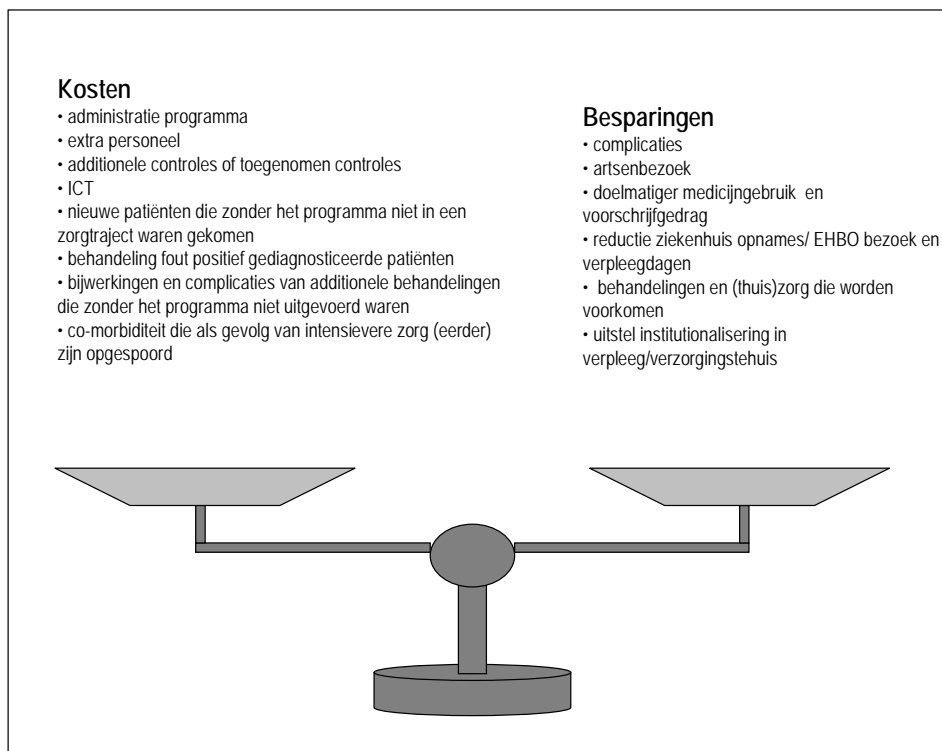 Kosten
• administratie programma
• extra personeel
• additionele controles of toegenomen controles
• ICT
• nieuwe patiënten die zonder het programma niet in een
zorgtraject waren gekomen
• behandeling fout positief gediagnosticeerde patiënten
• bijwerkingen en complicaties van additionele behandelingen
die zonder het programma niet uitgevoerd waren
• co-morbiditeit die als gevolg van intensievere zorg (eerder)
zijn opgespoord
Besparingen
• complicaties
• artsenbezoek
• doelmatiger medicijngebruik en
voorschrijfgedrag
• reductie ziekenhuis opnames/ EHBO bezoek en
verpleegdagen
• behandelingen en (thuis)zorg die worden
voorkomen
• uitstel institutionalisering in
verpleeg/verzorgingstehuis